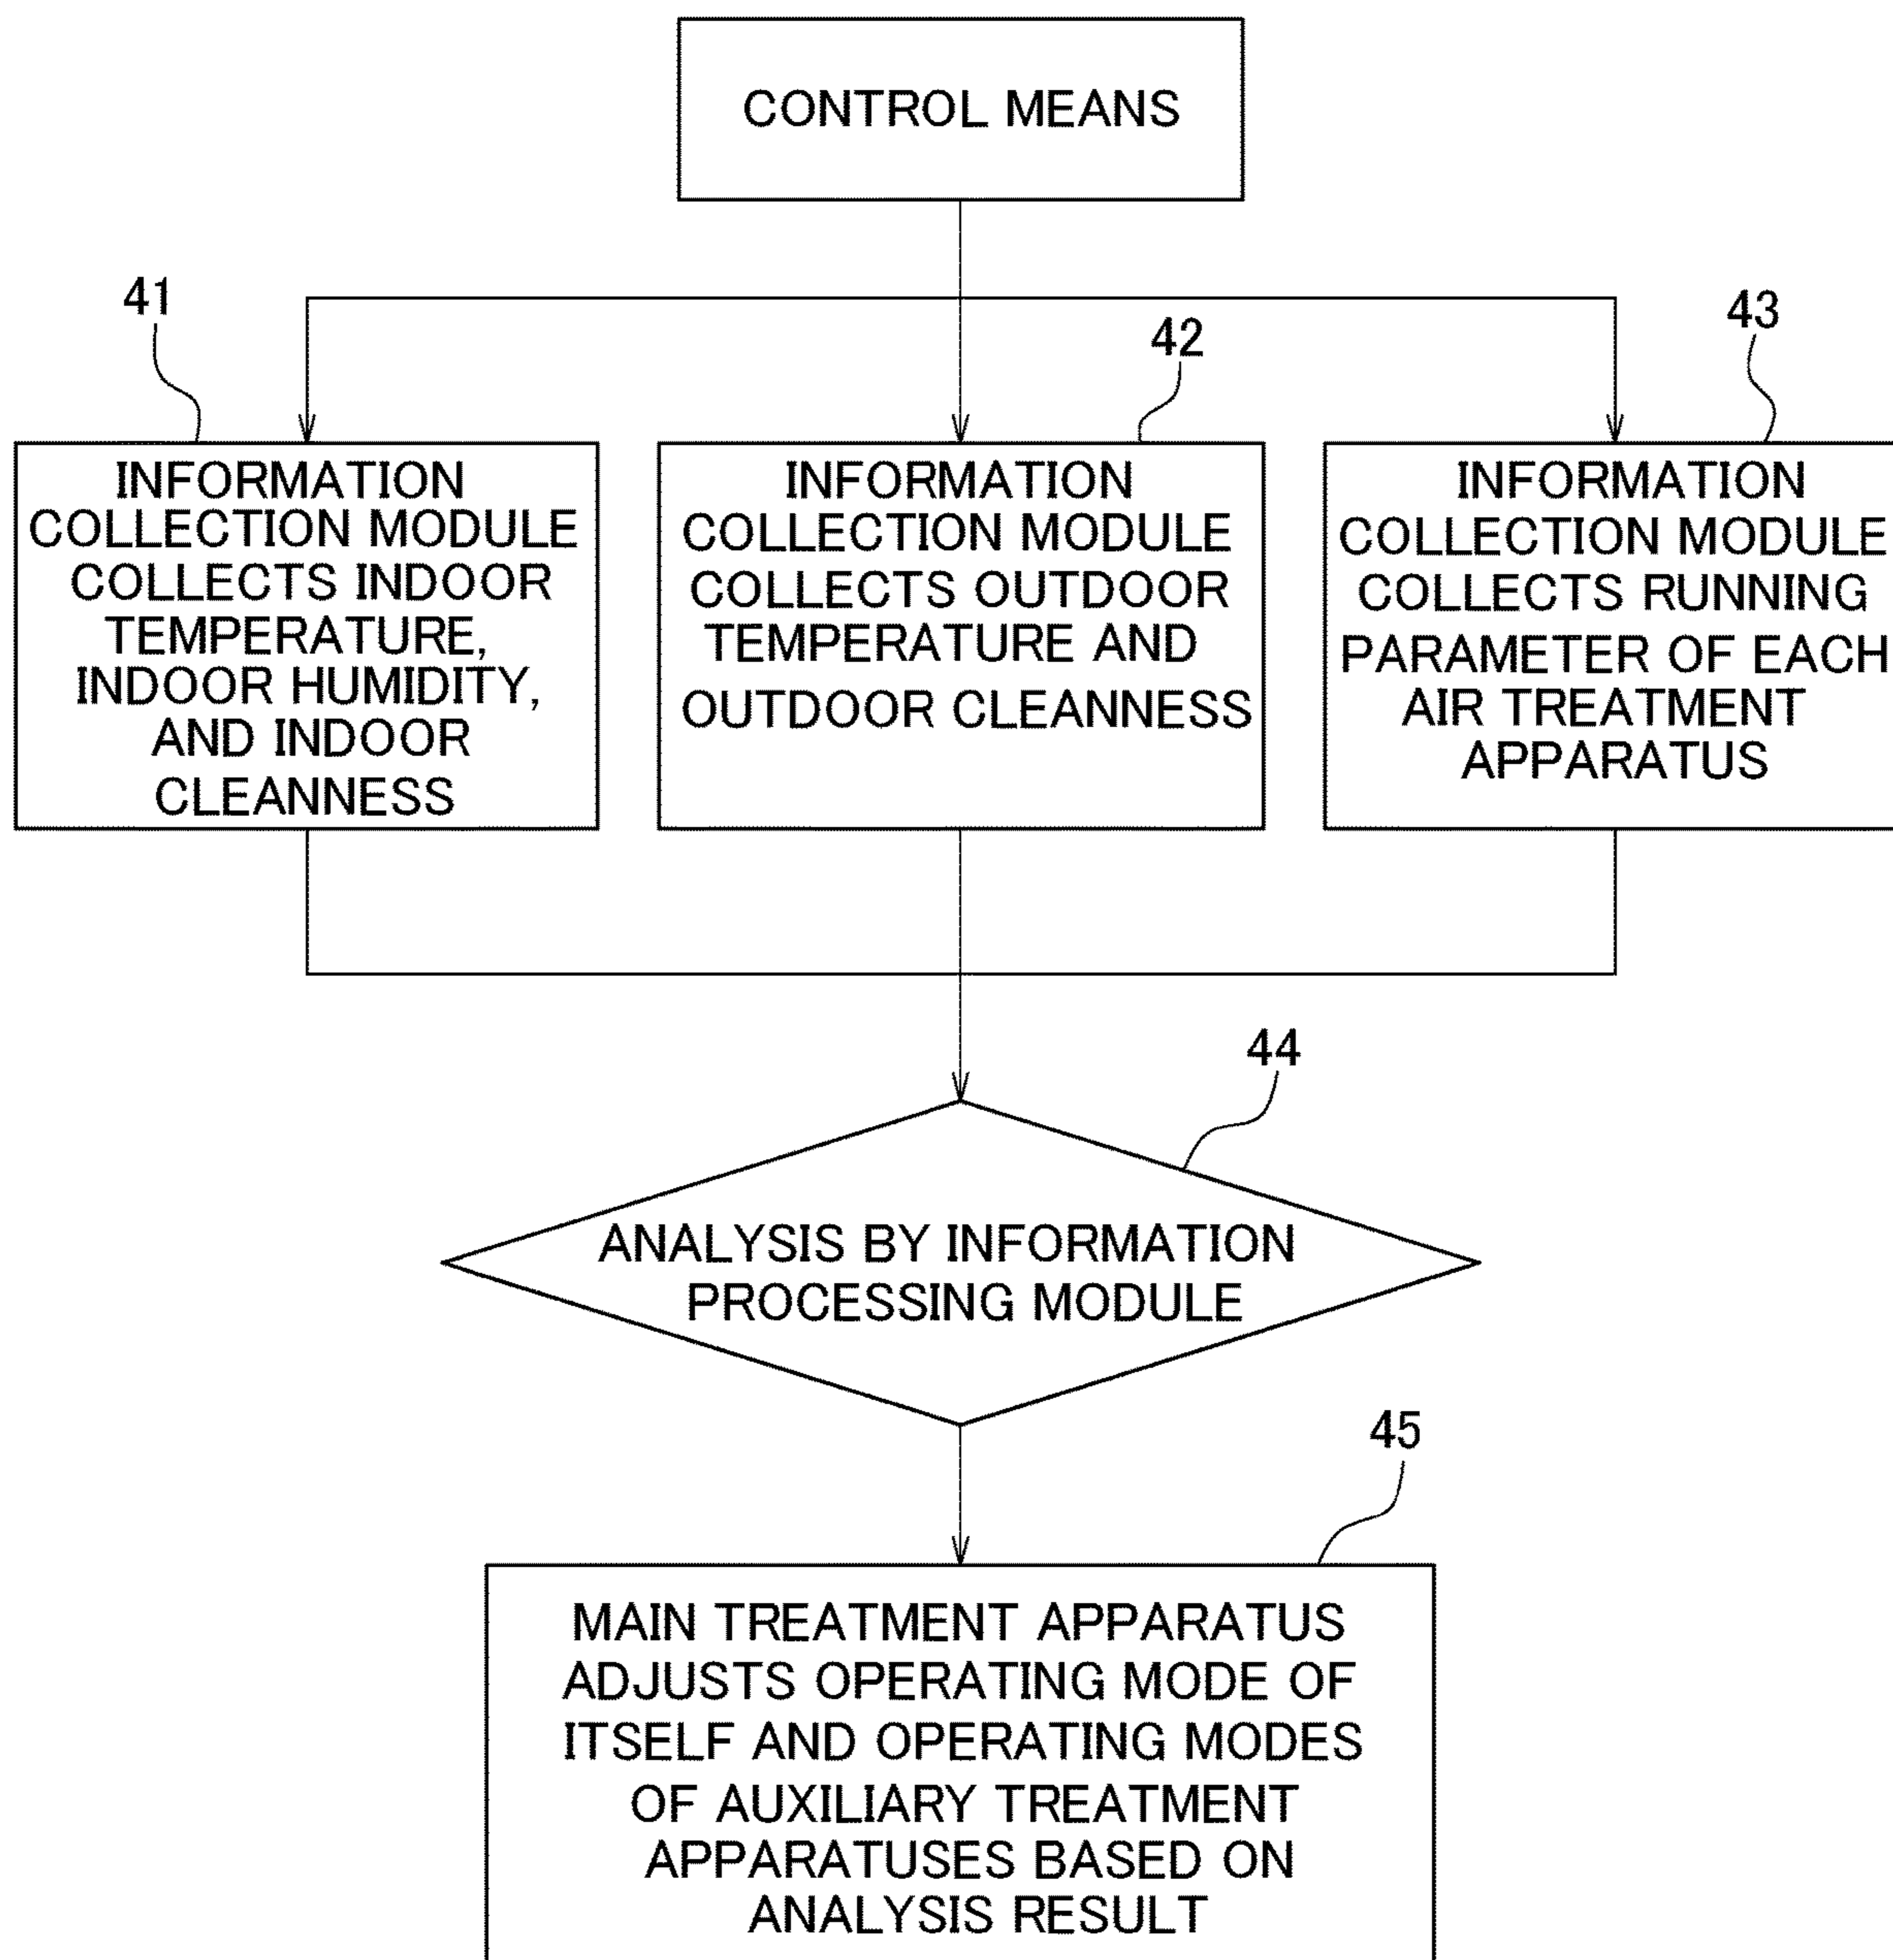 CONTROL MEANS
41
42
43
INFORMATION
COLLECTION MODULE
COLLECTS INDOOR
TEMPERATURE,
INDOOR HUMIDITY,
AND INDOOR
CLEANNESS
INFORMATION
COLLECTION MODULE
COLLECTS OUTDOOR
TEMPERATURE AND
OUTDOOR CLEANNESS
INFORMATION
COLLECTION MODULE
COLLECTS RUNNING
PARAMETER OF EACH
AIR TREATMENT
APPARATUS
44
ANALYSIS BY INFORMATION
PROCESSING MODULE
45
MAIN TREATMENT APPARATUS
ADJUSTS OPERATING MODE OF
ITSELF AND OPERATING MODES
OF AUXILIARY TREATMENT
APPARATUSES BASED ON
ANALYSIS RESULT